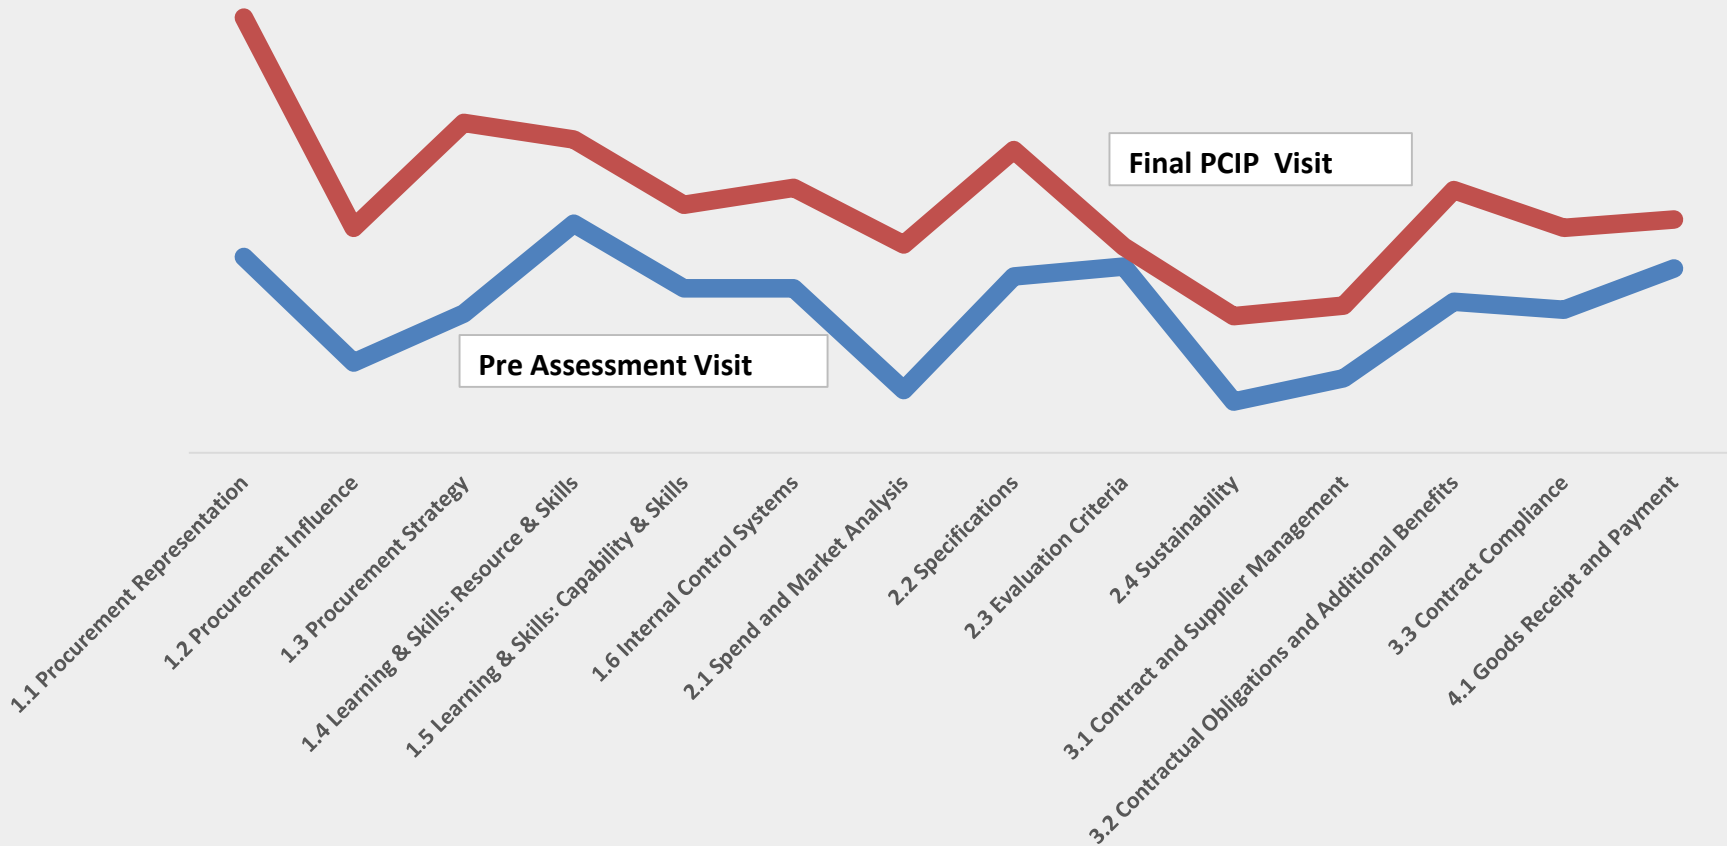 Final PCIP  Visit
Pre Assessment Visit
1.1 Procurement Representation
1.2 Procurement Influence
1.3 Procurement Strategy
1.4 Learning & Skills: Resource & Skills
1.5 Learning & Skills: Capability & Skills
1.6 Internal Control Systems
2.1 Spend and Market Analysis
2.2 Specifications
2.3 Evaluation Criteria
2.4 Sustainability
3.1 Contract and Supplier Management
3.2 Contractual Obligations and Additional Benefits
3.3 Contract Compliance
4.1 Goods Receipt and Payment